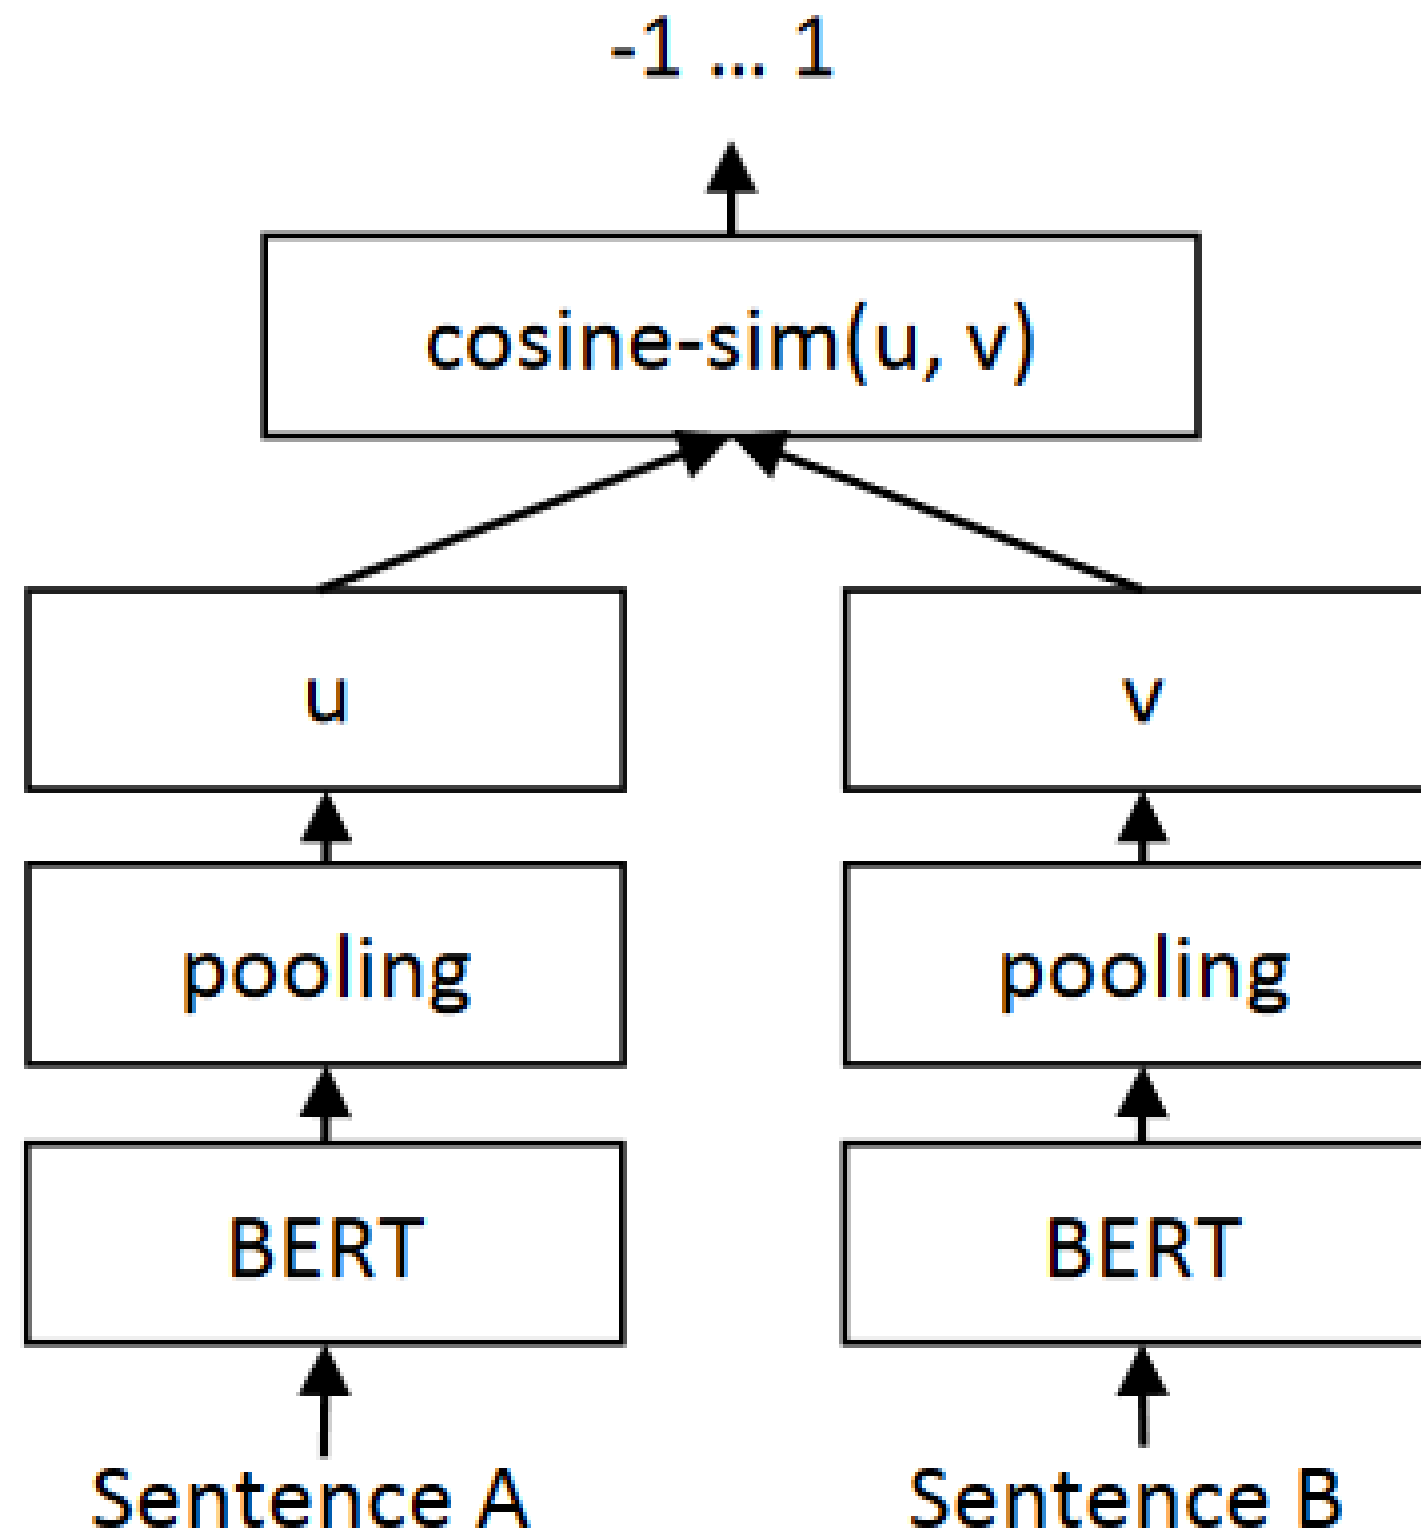 -1 ... 1
cosine-sim(u, v)
u
v
pooling
pooling
BERT
BERT
Sentence A
Sentence B